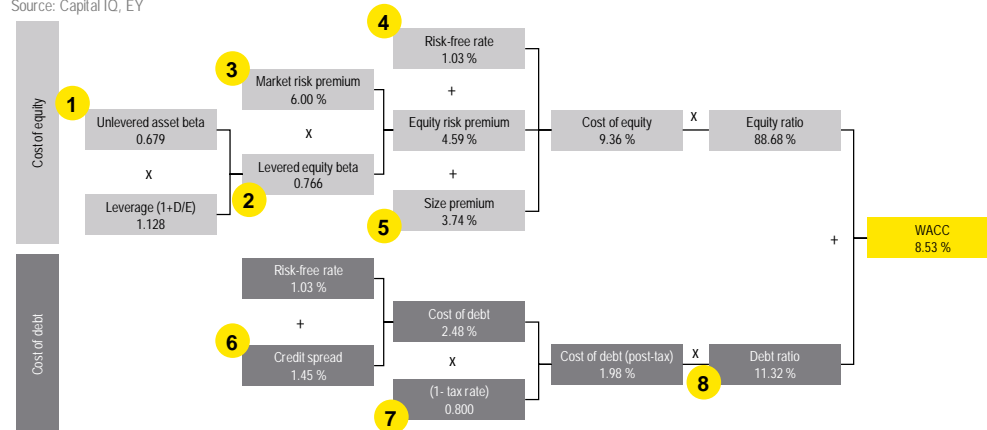 Source: Capital IQ, EY
Cost of equity
1
Unlevered asset beta
0.679
x
Leverage (1+D/E)
1.128
3
Market risk premium
6.00 %
x
2
Levered equity beta
0.766
4
Risk-free rate
1.03 %
+
Equity risk premium
4.59 %
+
5
Size premium
3.74 %
Cost of equity
9.36 %
x
Equity ratio
88.68 %
+
WACC
8.53 %
Cost of debt
Risk-free rate
1.03 %
+
6
Credit spread
1.45 %
Cost of debt
2.48 %
x
7
(1- tax rate)
0.800
Cost of debt (post-tax)
1.98 %
x
8
Debt ratio
11.32 %